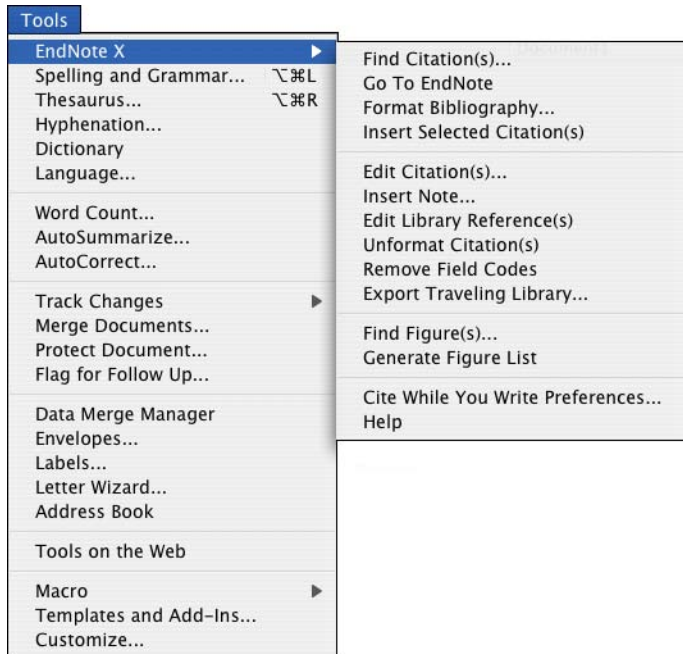 Tools
EndNote X
Spelling and Grammar... ⌥⌘L
Thesaurus... ⌥⌘R
Hyphenation...
Dictionary
Language...
Word Count...
AutoSummarize...
AutoCorrect...
Track Changes
Merge Documents...
Protect Document...
Flag for Follow Up...
Data Merge Manager
Envelopes...
Labels...
Letter Wizard...
Address Book
Tools on the Web
Macro
Templates and Add-Ins...
Customize...
Document1
Find Citation(s)...
Go To EndNote
Format Bibliography...
Insert Selected Citation(s)
Edit Citation(s)...
Insert Note...
Edit Library Reference(s)
Unformat Citation(s)
Remove Field Codes
Export Traveling Library...
Find Figure(s)...
Generate Figure List
Cite While You Write Preferences...
Help